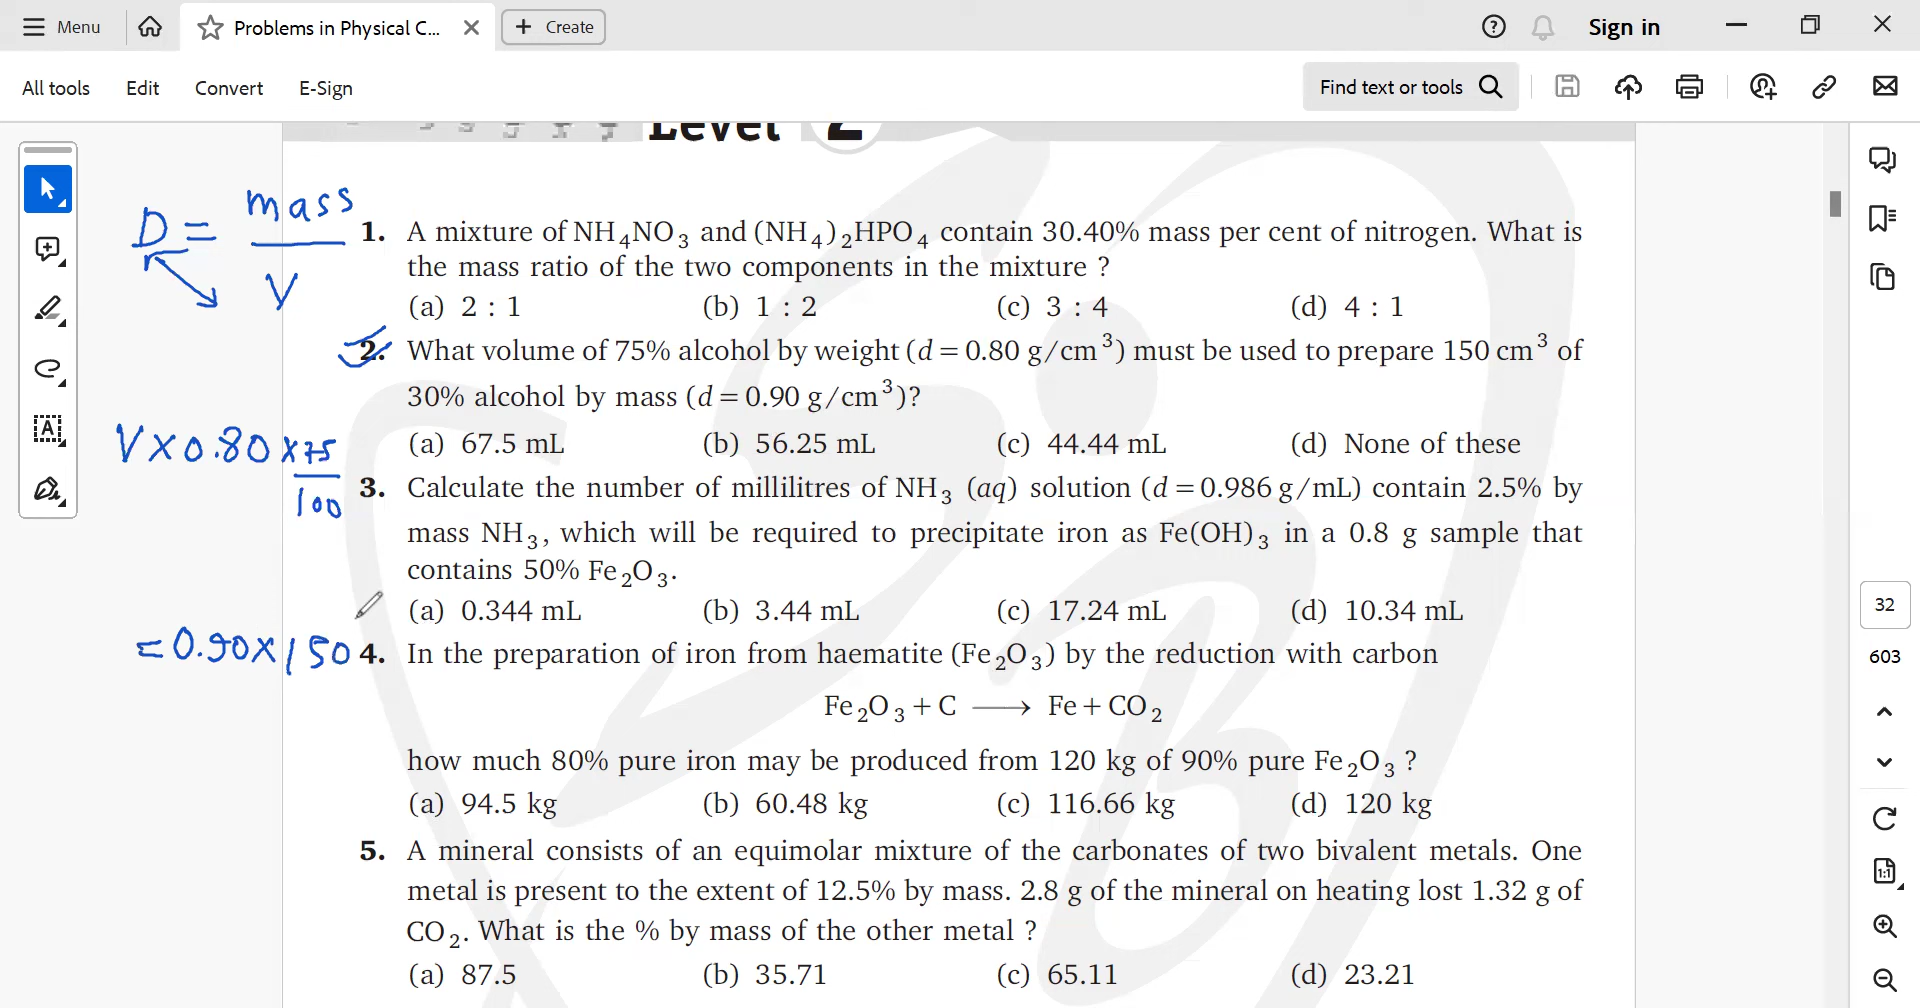 Menu
Problems in Physical C...
Create
Sign in
All tools
Edit
Convert
E-Sign
Find text or tools
Level 2
D = mass
V
1. A mixture of NH4NO3 and (NH4)2HPO4 contain 30.40% mass per cent of nitrogen. What is
the mass ratio of the two components in the mixture ?
(a) 2 : 1 (b) 1 : 2 (c) 3 : 4 (d) 4 : 1
2. What volume of 75% alcohol by weight (d = 0.80 g/cm³) must be used to prepare 150 cm³ of
30% alcohol by mass (d = 0.90 g/cm³)?
(a) 67.5 mL (b) 56.25 mL (c) 44.44 mL (d) None of these
V × 0.80 × 75
100
3. Calculate the number of millilitres of NH3 (aq) solution (d = 0.986 g/mL) contain 2.5% by
mass NH3, which will be required to precipitate iron as Fe(OH)3 in a 0.8 g sample that
contains 50% Fe2O3.
(a) 0.344 mL (b) 3.44 mL (c) 17.24 mL (d) 10.34 mL
= 0.90 × 150
4. In the preparation of iron from haematite (Fe2O3) by the reduction with carbon
Fe2O3 + C ⟶ Fe + CO2
how much 80% pure iron may be produced from 120 kg of 90% pure Fe2O3 ?
(a) 94.5 kg (b) 60.48 kg (c) 116.66 kg (d) 120 kg
5. A mineral consists of an equimolar mixture of the carbonates of two bivalent metals. One
metal is present to the extent of 12.5% by mass. 2.8 g of the mineral on heating lost 1.32 g of
CO2. What is the % by mass of the other metal ?
(a) 87.5 (b) 35.71 (c) 65.11 (d) 23.21
32
603
1:1